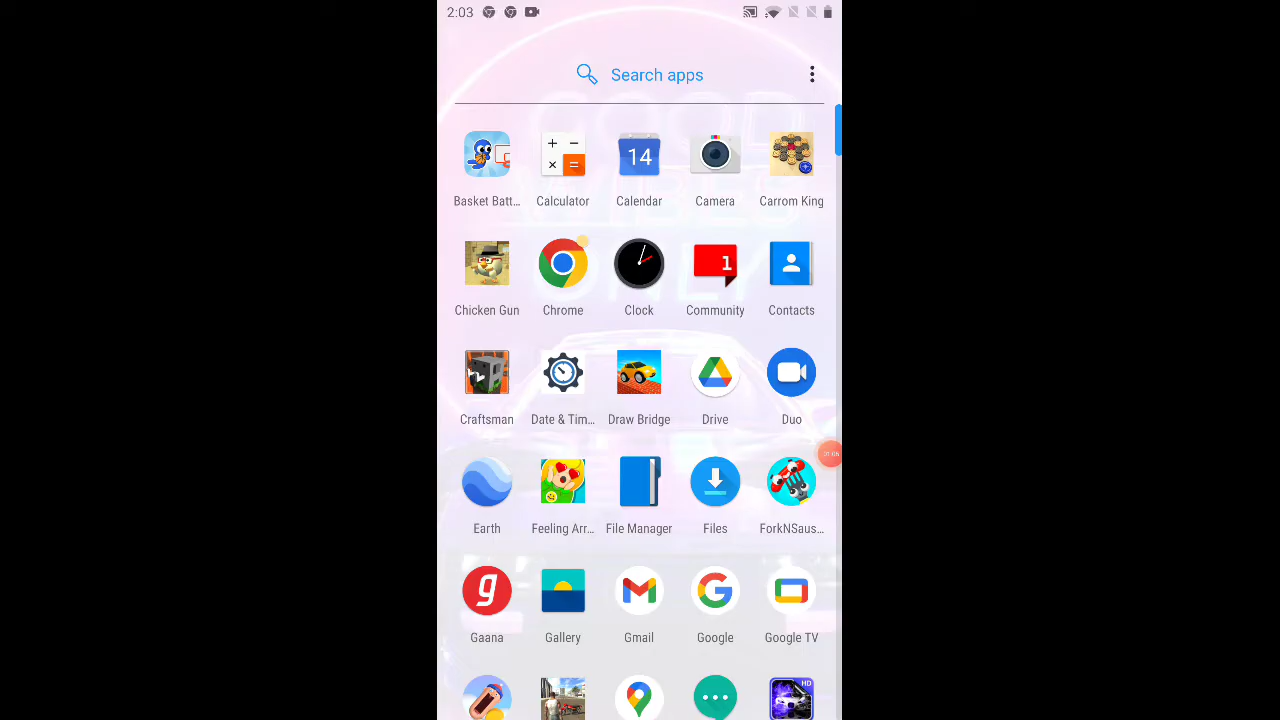 2:03
Search apps
14
Basket Batt... Calculator Calendar Camera Carrom King
1
Chicken Gun Chrome Clock Community Contacts
Craftsman Date & Tim... Draw Bridge Drive Duo
Earth Feeling Arr... File Manager Files ForkNSaus...
g
Gaana Gallery Gmail Google Google TV
HD